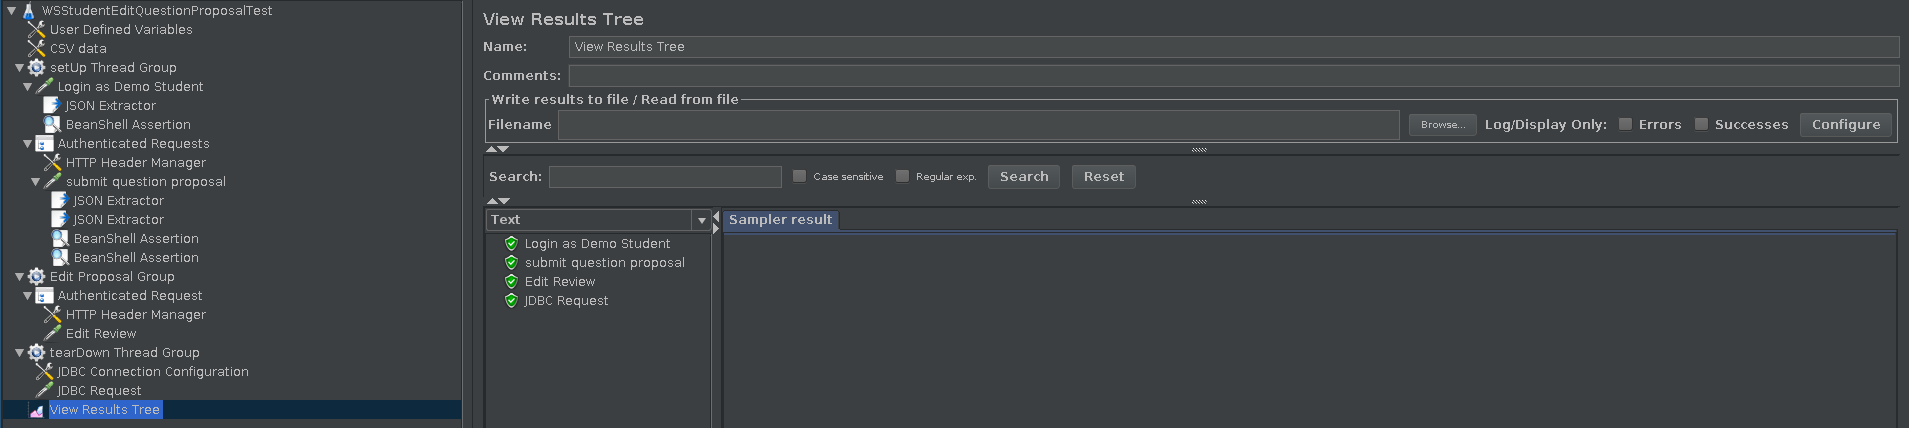 WSStudentEditQuestionProposalTest
User Defined Variables
CSV data
setUp Thread Group
Login as Demo Student
JSON Extractor
BeanShell Assertion
Authenticated Requests
HTTP Header Manager
submit question proposal
JSON Extractor
JSON Extractor
BeanShell Assertion
BeanShell Assertion
Edit Proposal Group
Authenticated Request
HTTP Header Manager
Edit Review
tearDown Thread Group
JDBC Connection Configuration
JDBC Request
View Results Tree
View Results Tree
Name: View Results Tree
Comments:
Write results to file / Read from file
Filename Browse... Log/Display Only: Errors Successes Configure
Search: Case sensitive Regular exp. Search Reset
Text Sampler result
Login as Demo Student
submit question proposal
Edit Review
JDBC Request